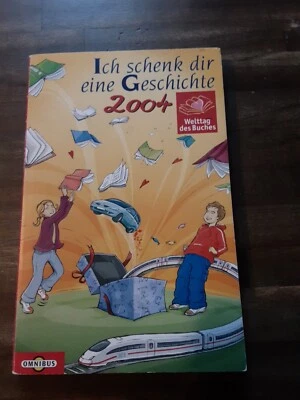 Ich schenk dir
eine Geschichte
2004
Welttag
des Buches
OMNIBUS